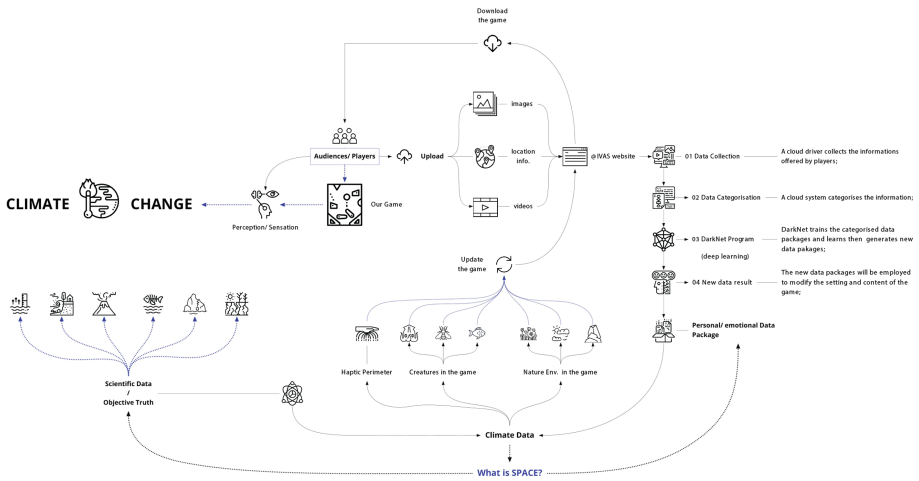 Download
the game
images
Audiences/ Players
Upload
location
info.
@IVAS website
01 Data Collection
A cloud driver collects the informations
offered by players;
CLIMATE
CHANGE
Perception/ Sensation
Our Game
videos
02 Data Categorisation
A cloud system categorises the information;
03 DarkNet Program
(deep learning)
DarkNet trains the categorised data
packages and learns then generates new
data pakages;
Update
the game
04 New data result
The new data packages will be employed
to modify the setting and content of the
game;
Personal/ emotional Data
Package
Haptic Perimeter
Creatures in the game
Nature Env. in the game
Scientific Data
/
Objective Truth
Climate Data
What is SPACE?